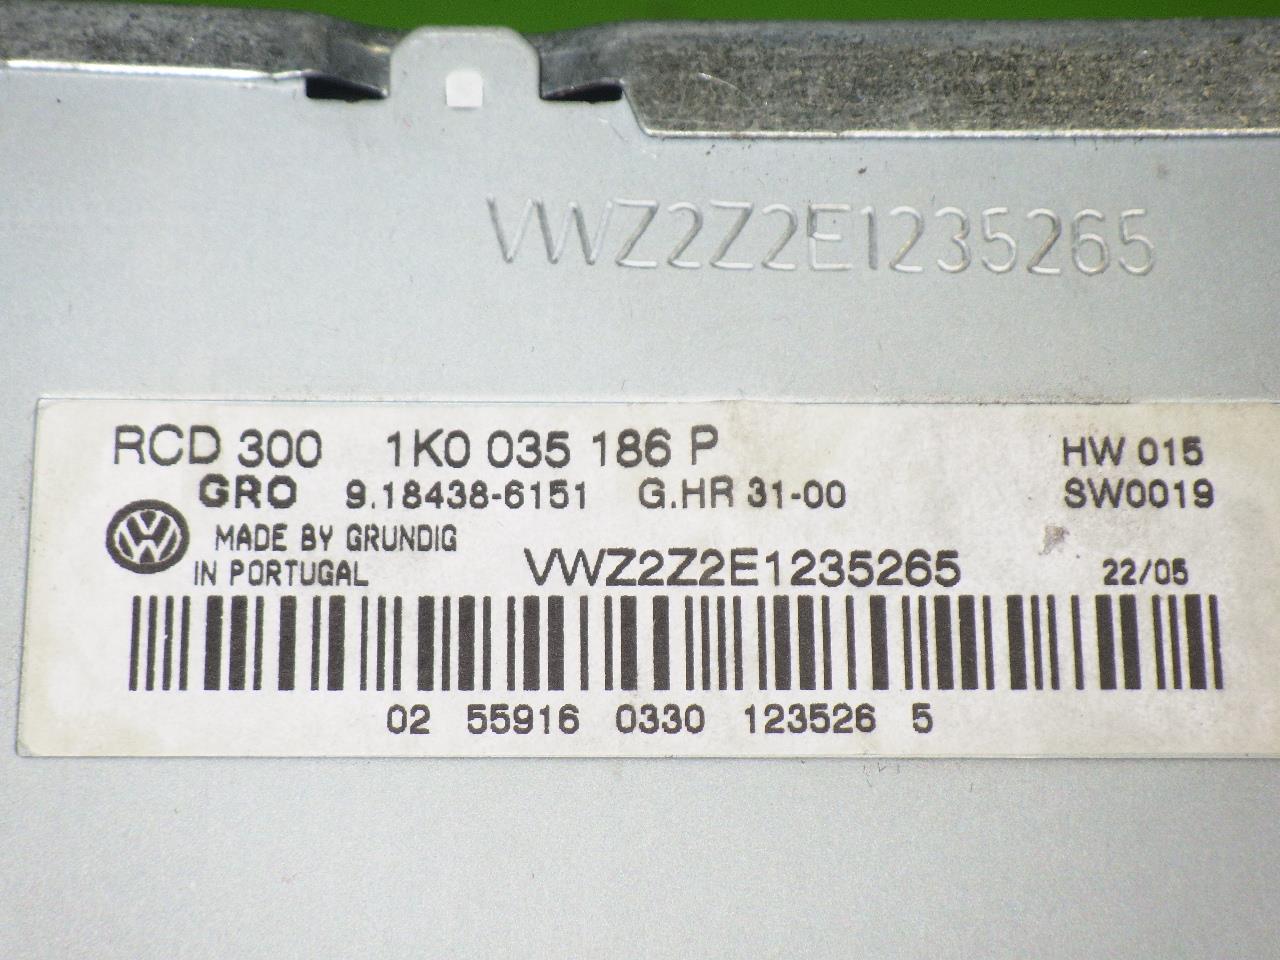 VWZ2Z2E1235265
RCD 300 1K0 035 186 P HW 015
GRO 9.18438-6151 G.HR 31-00 SW0019
MADE BY GRUNDIG
IN PORTUGAL VWZ2Z2E1235265 22/05
02 55916 0330 123526 5